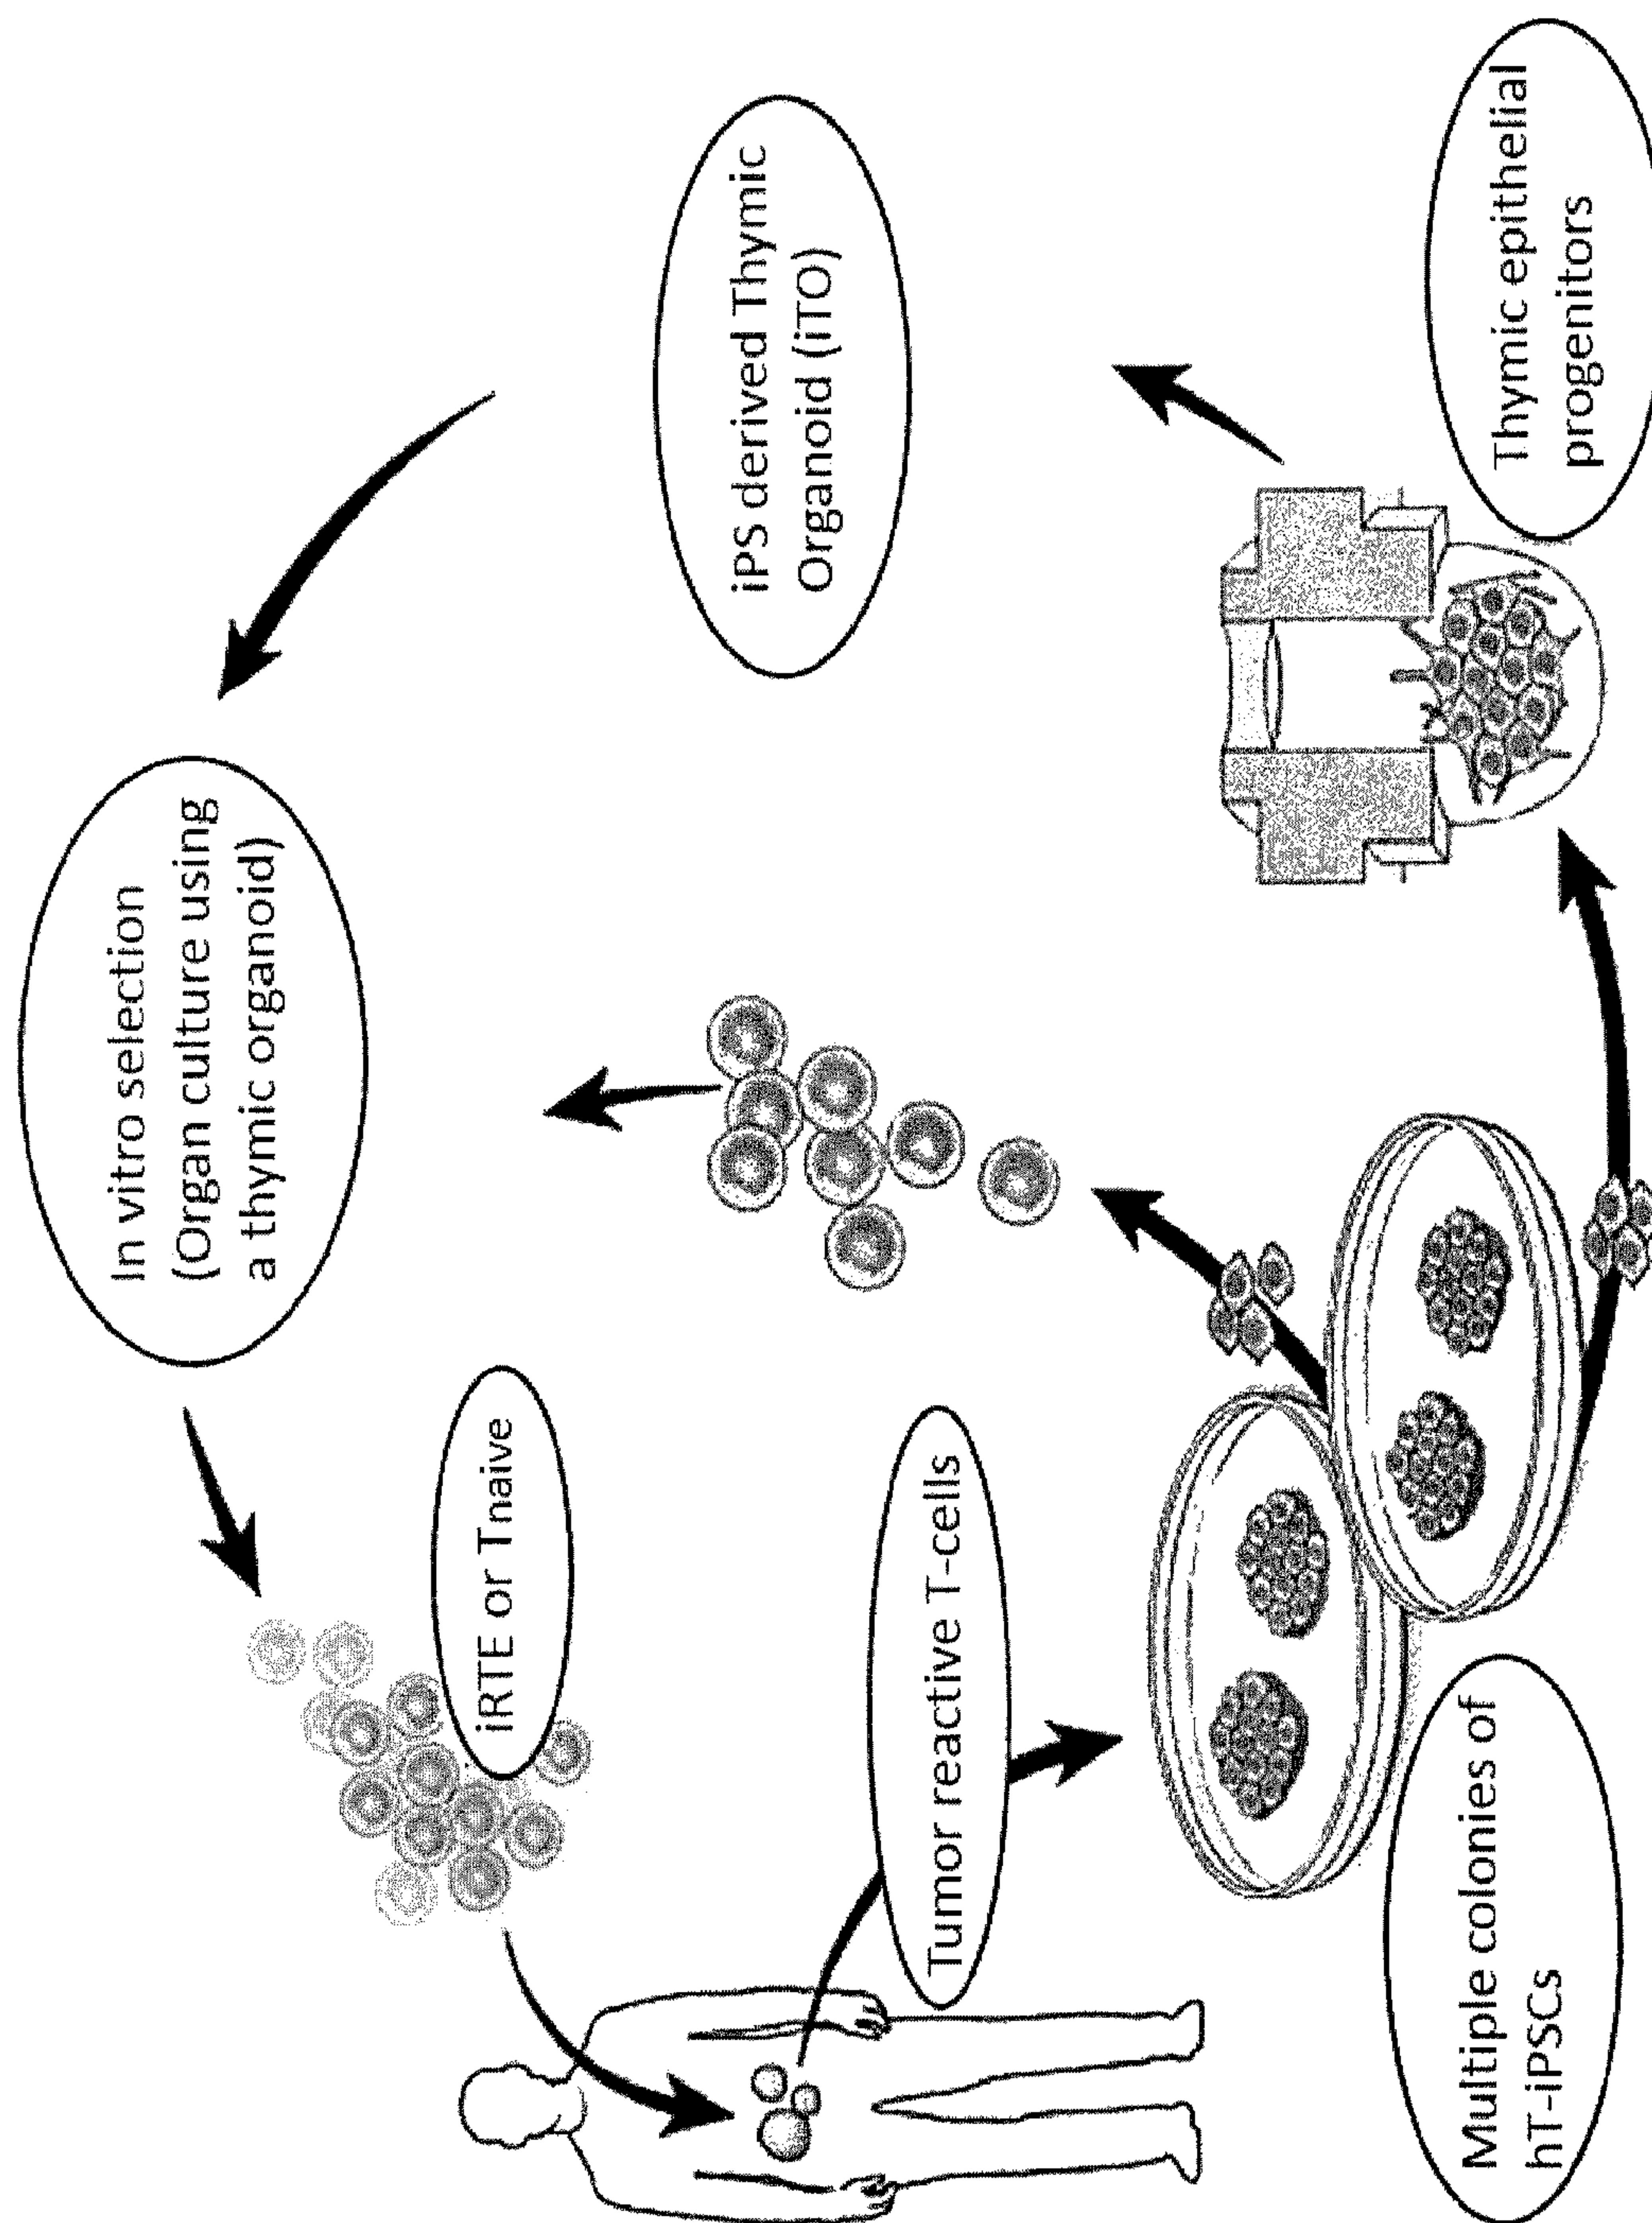 In vitro selection
(Organ culture using
a thymic organoid)
iRTE or Tnaive
iPS derived Thymic
Organoid (iTO)
Tumor reactive T-cells
Multiple colonies of
hT-iPSCs
Thymic epithelial
progenitors